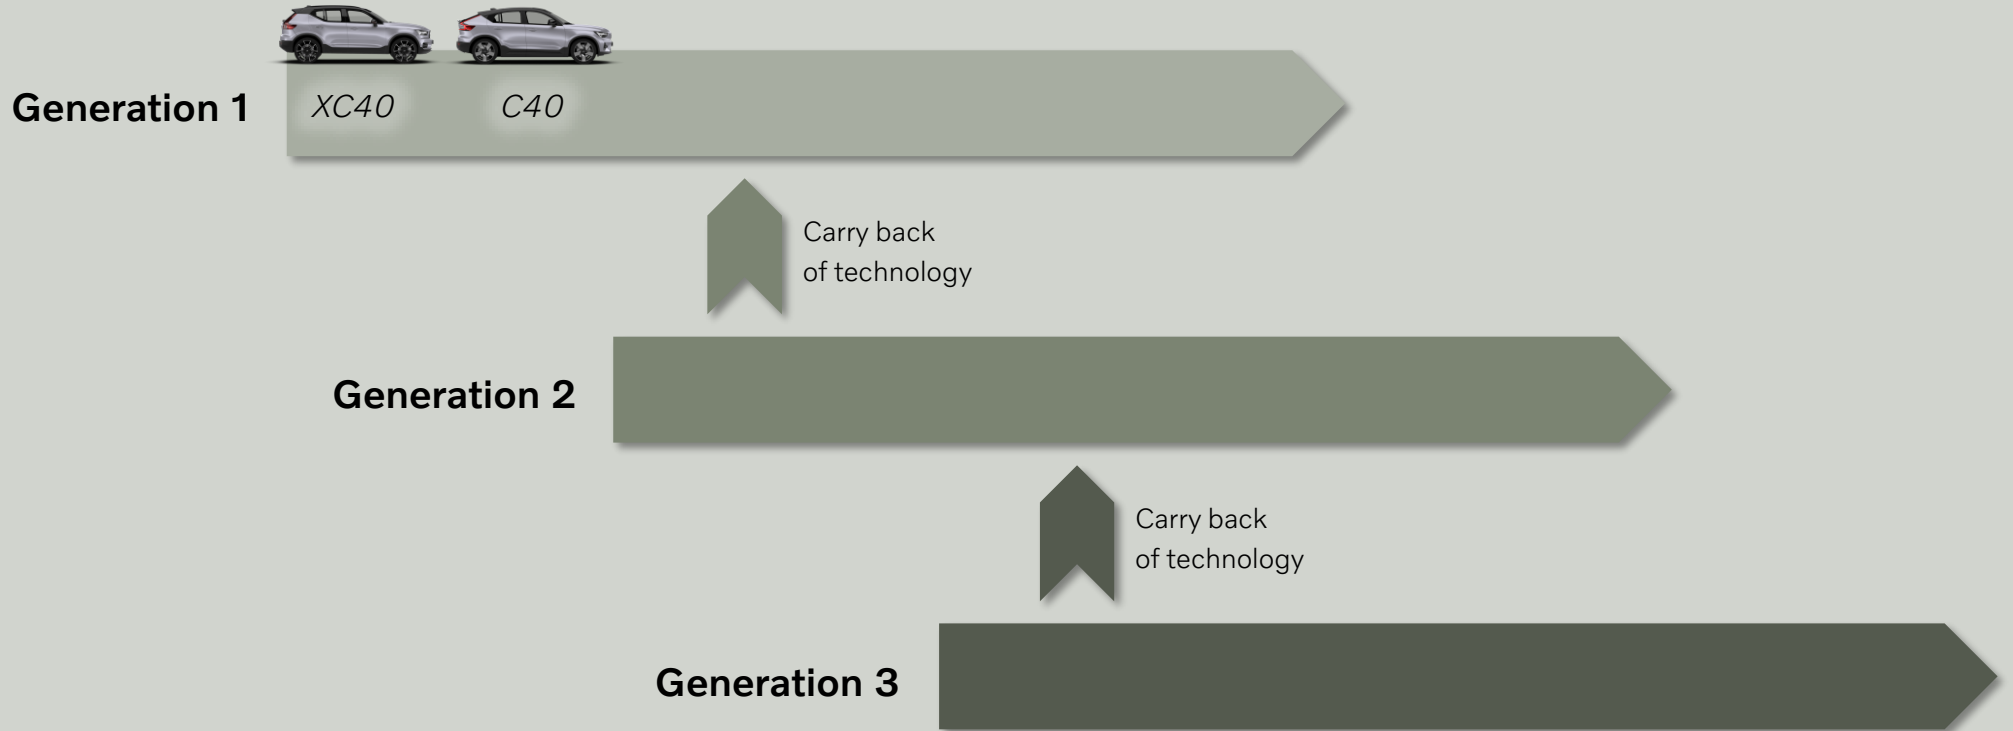 Generation 1
XC40
C40
Carry back
of technology
Generation 2
Carry back
of technology
Generation 3